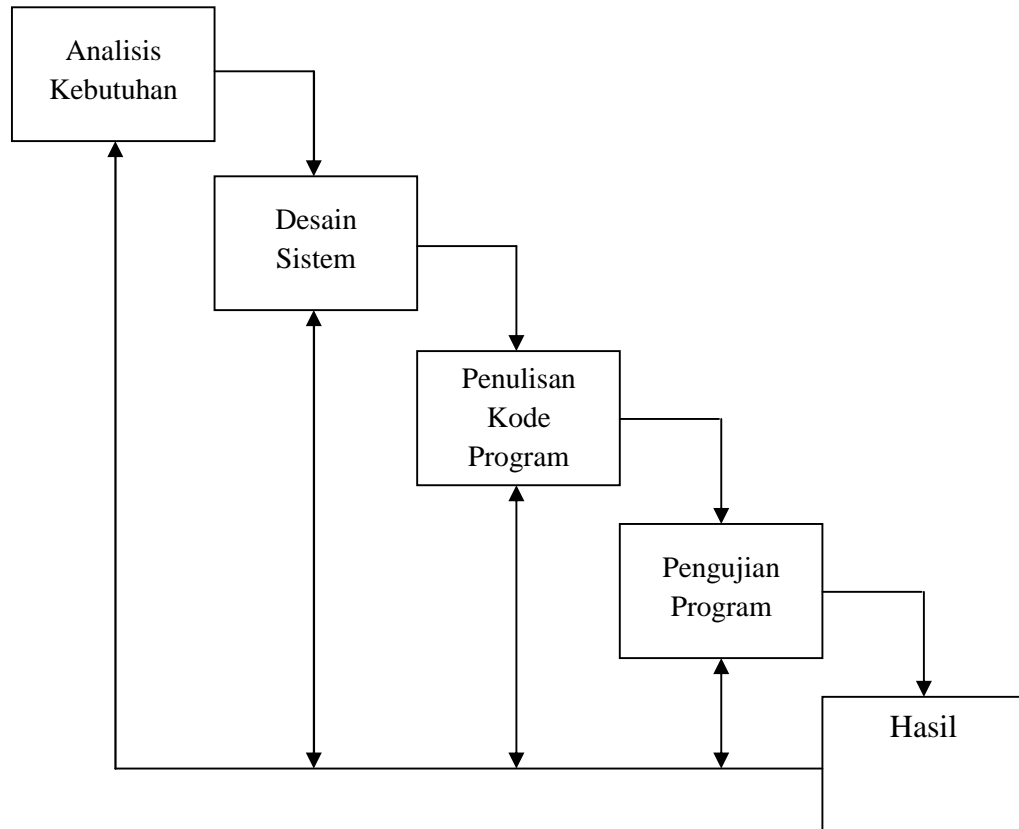 Analisis
Kebutuhan
Desain
Sistem
Penulisan
Kode
Program
Pengujian
Program
Hasil